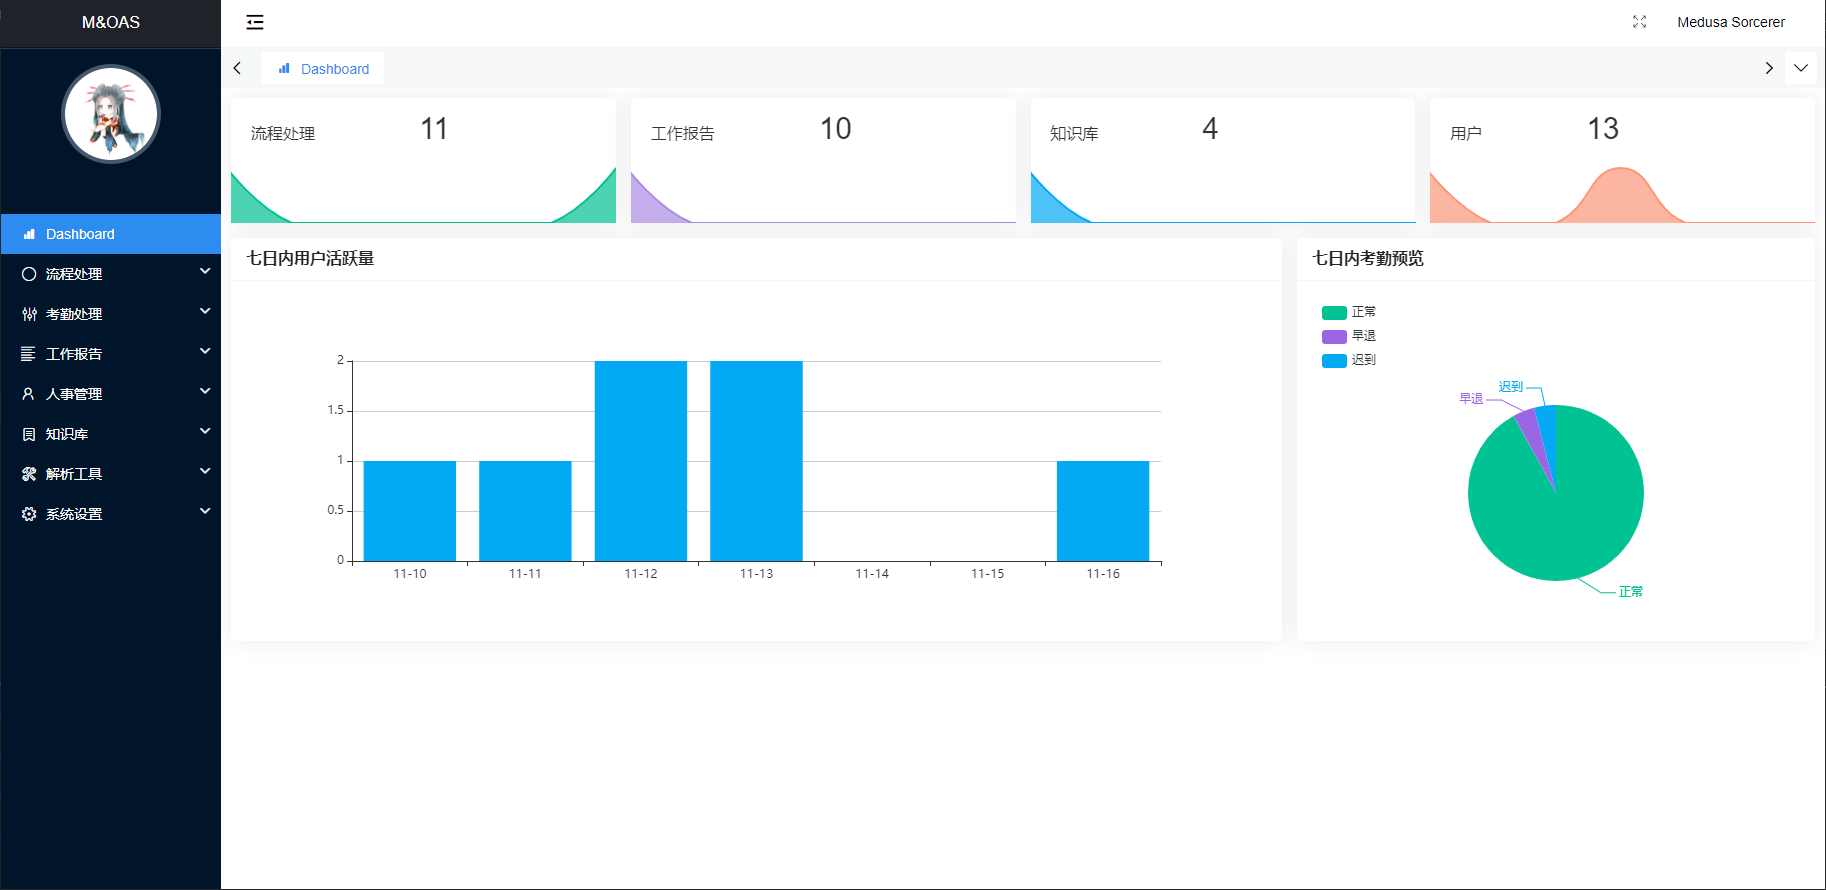 M&OAS
Medusa Sorcerer
Dashboard
Dashboard
流程处理
考勤处理
工作报告
人事管理
知识库
解析工具
系统设置
流程处理 11
工作报告 10
知识库 4
用户 13
七日内用户活跃量
2
1.5
1
0.5
0
11-10 11-11 11-12 11-13 11-14 11-15 11-16
七日内考勤预览
正常
早退
迟到
迟到
早退
正常